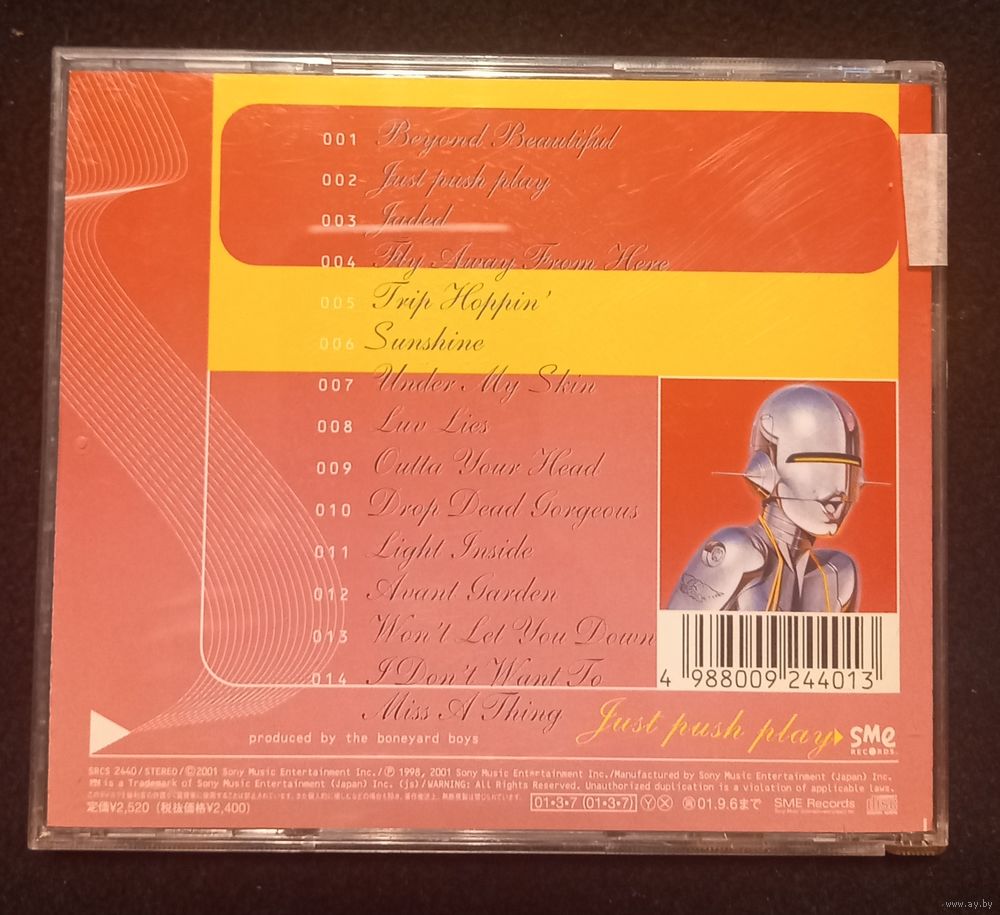 001 Beyond Beautiful
002 Just push play
003 Jaded
004 Fly Away From Here
005 Trip Hoppin'
006 Sunshine
007 Under My Skin
008 Luv Lies
009 Outta Your Head
010 Drop Dead Gorgeous
011 Light Inside
012 Avant Garden
013 Won't Let You Down
014 I Don't Want To
Miss A Thing
4 988009 244013
produced by the boneyard boys
Just push play
SME
RECORDS
SRCS 2440/STEREO/Ⓒ2001 Sony Music Entertainment Inc./Ⓟ 1998, 2001 Sony Music Entertainment Inc./Manufactured by Sony Music Entertainment (Japan) Inc.
is a Trademark of Sony Music Entertainment (Japan) Inc. (js)/WARNING: All Rights Reserved. Unauthorized duplication is a violation of applicable laws.
定価¥2,520 (税抜価格¥2,400)
01・3・7 (01・3・7) Ⓨ Ⓧ 01.9.6まで SME Records
www.ay.by